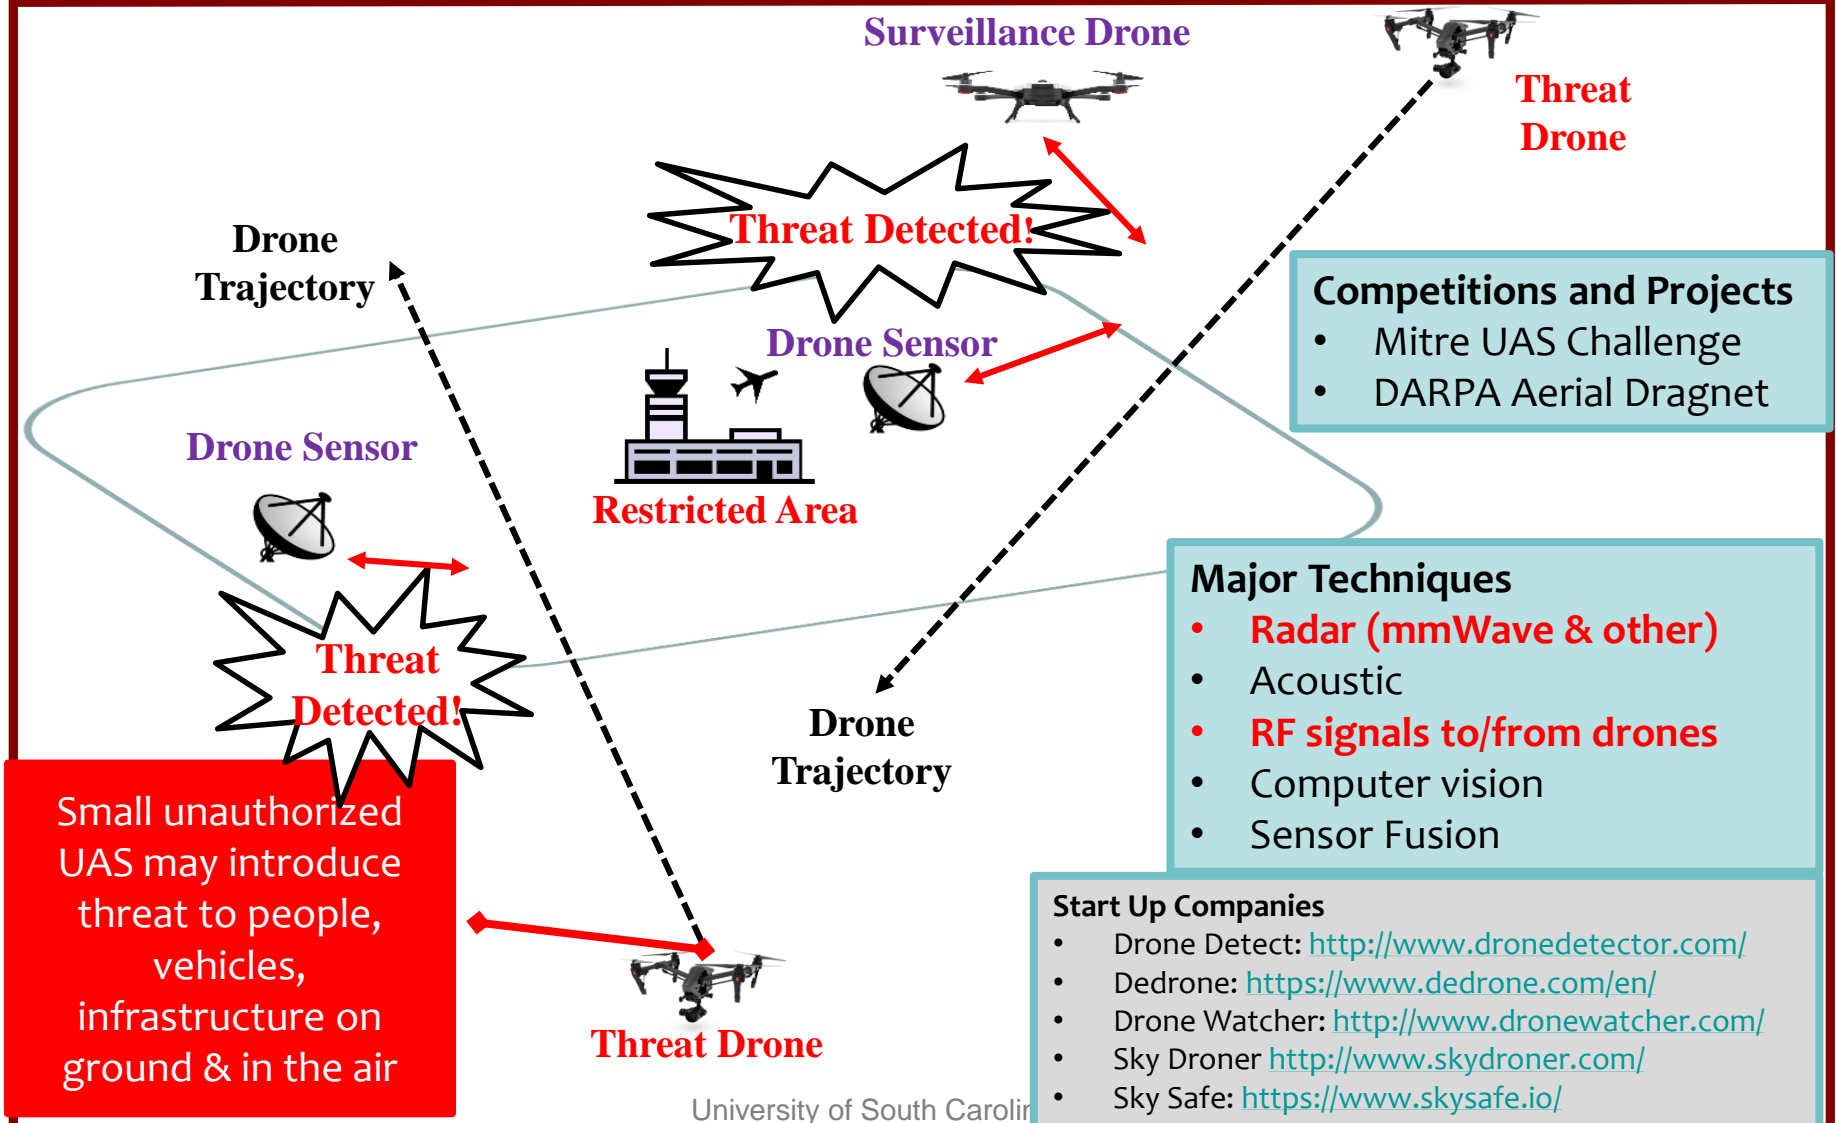 Surveillance Drone
Threat
Drone
Threat Detected!
Drone
Trajectory
Competitions and Projects
• Mitre UAS Challenge
• DARPA Aerial Dragnet
Drone Sensor
Drone Sensor
Restricted Area
Major Techniques
• Radar (mmWave & other)
• Acoustic
• RF signals to/from drones
• Computer vision
• Sensor Fusion
Threat
Detected!
Drone
Trajectory
Small unauthorized
UAS may introduce
threat to people,
vehicles,
infrastructure on
ground & in the air
Threat Drone
Start Up Companies
• Drone Detect: http://www.dronedetector.com/
• Dedrone: https://www.dedrone.com/en/
• Drone Watcher: http://www.dronewatcher.com/
• Sky Droner http://www.skydroner.com/
• Sky Safe: https://www.skysafe.io/
University of South